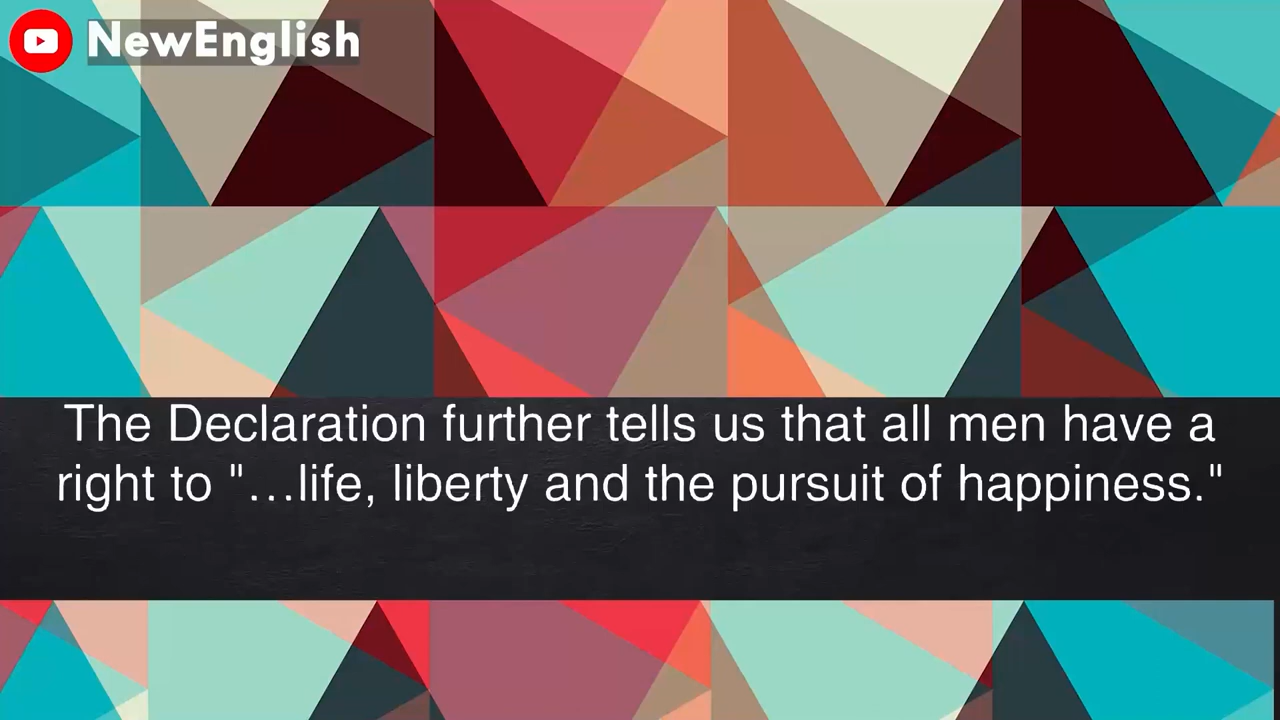 NewEnglish
The Declaration further tells us that all men have a
right to "…life, liberty and the pursuit of happiness."